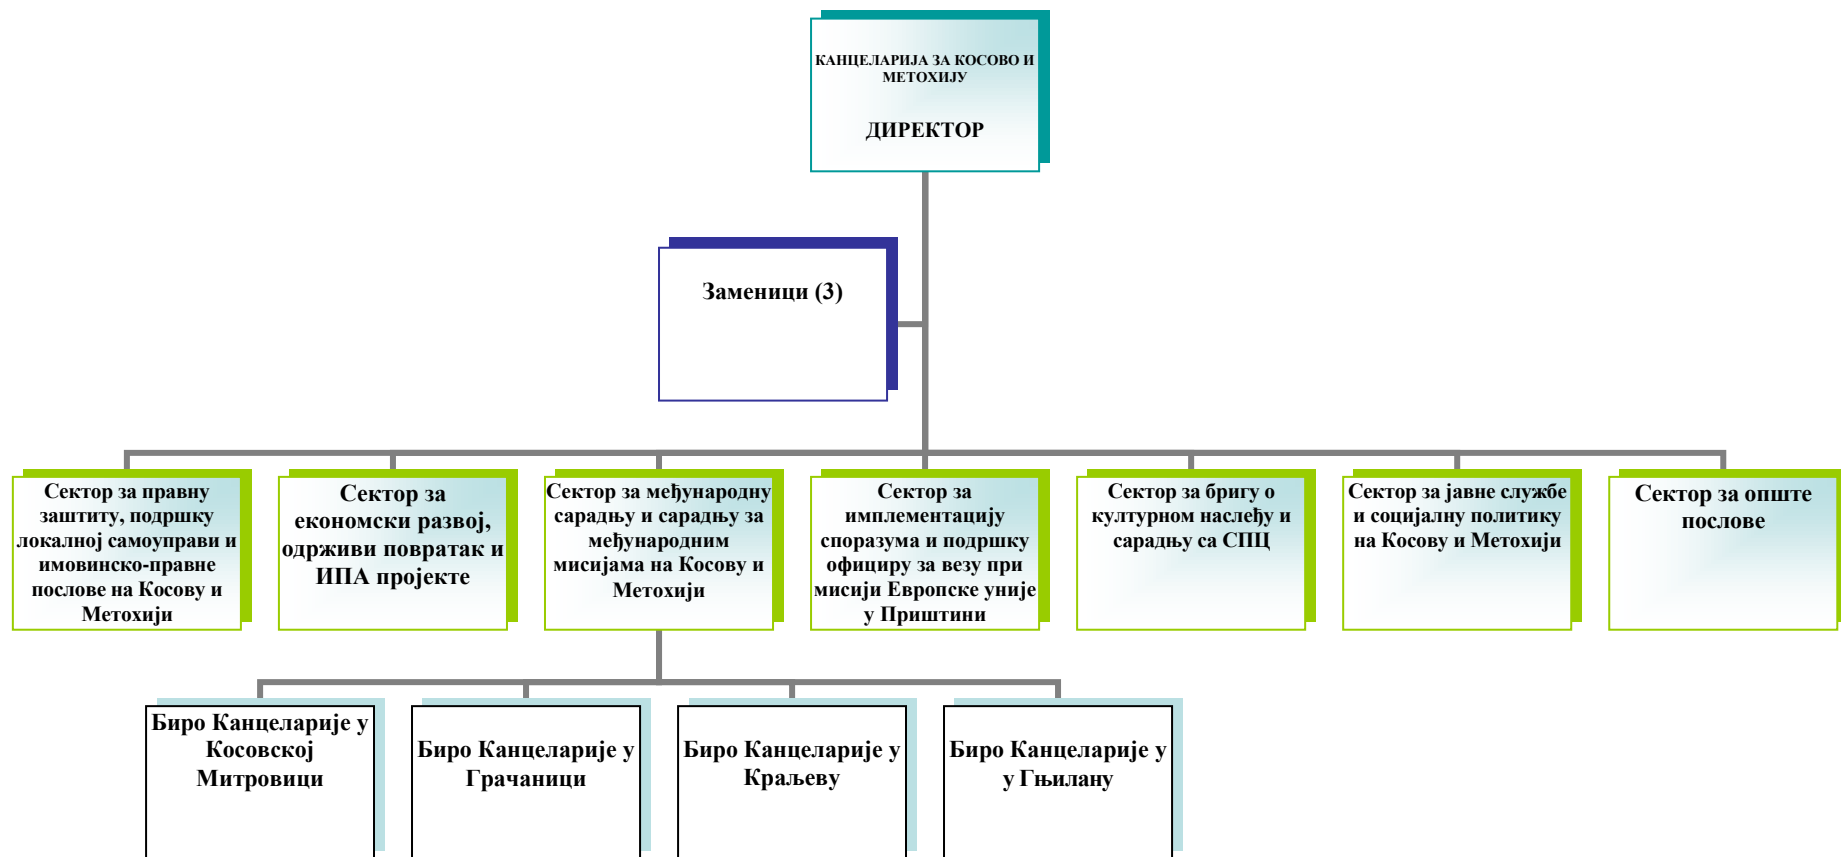 КАНЦЕЛАРИЈА ЗА КОСОВО И
МЕТОХИЈУ
ДИРЕКТОР
Заменици (3)
Сектор за правну
заштиту, подршку
локалној самоуправи и
имовинско-правне
послове на Косову и
Метохији
Сектор за
економски развој,
одрживи повратак и
ИПА пројекте
Сектор за међународну
сарадњу и сарадњу за
међународним
мисијама на Косову и
Метохији
Сектор за
имплементацију
споразума и подршку
официру за везу при
мисији Европске уније
у Приштини
Сектор за бригу о
културном наслеђу и
сарадњу са СПЦ
Сектор за јавне службе
и социјалну политику
на Косову и Метохији
Сектор за опште
послове
Биро Канцеларије у
Косовској
Митровици
Биро Канцеларије у
Грачаници
Биро Канцеларије у
Краљеву
Биро Канцеларије у
у Гњилану